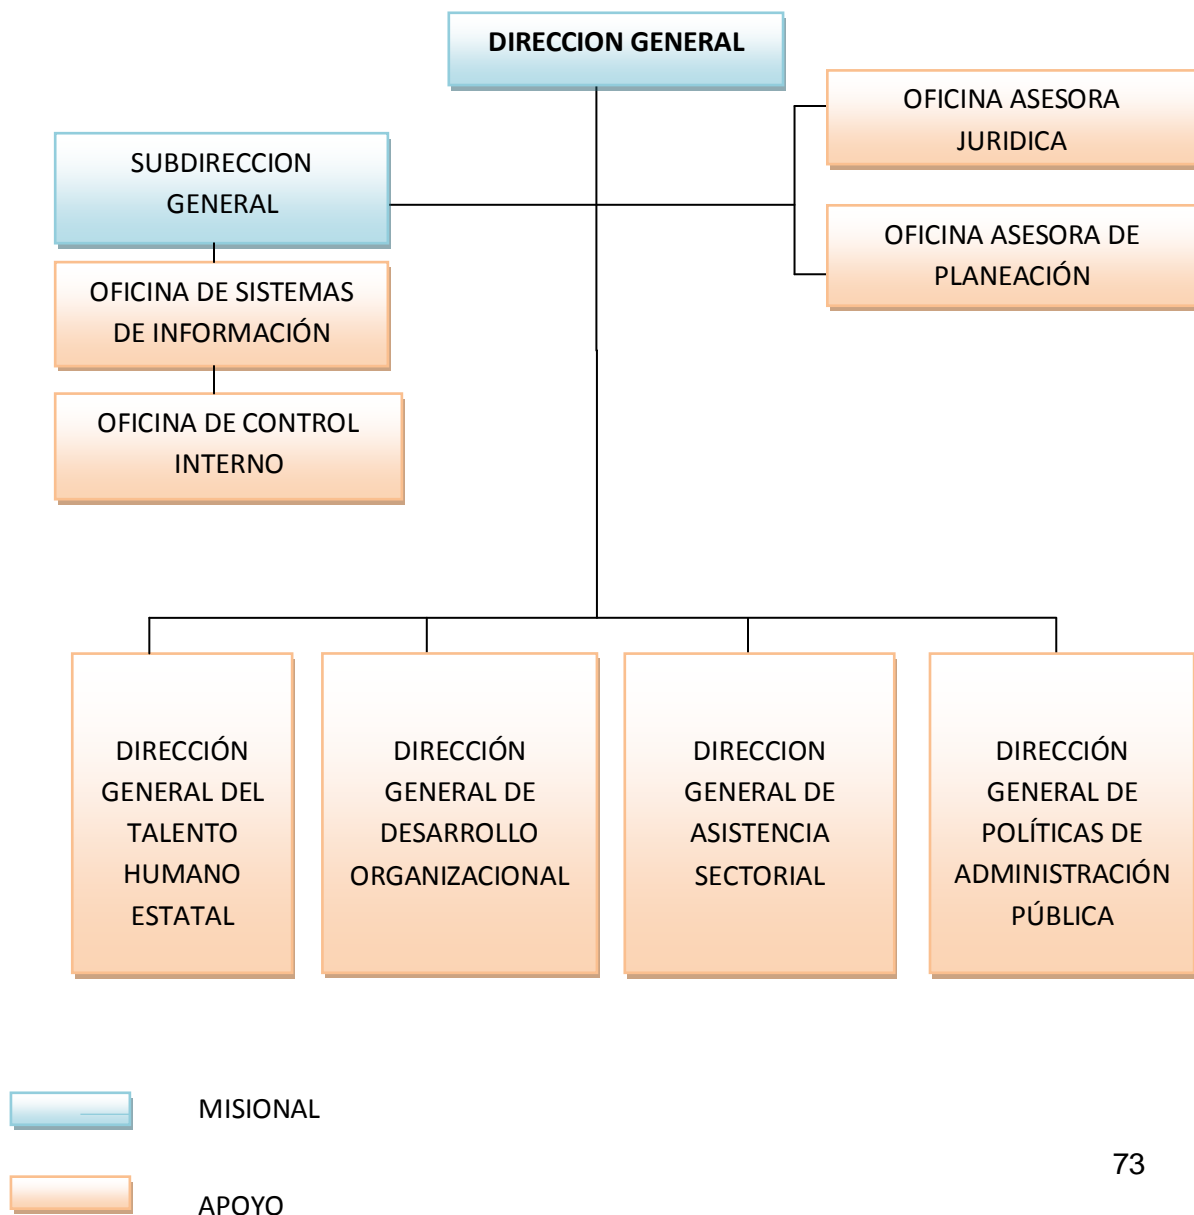 DIRECCION GENERAL
OFICINA ASESORA
JURIDICA
SUBDIRECCION
GENERAL
OFICINA ASESORA DE
PLANEACIÓN
OFICINA DE SISTEMAS
DE INFORMACIÓN
OFICINA DE CONTROL
INTERNO
DIRECCIÓN
GENERAL DEL
TALENTO
HUMANO
ESTATAL
DIRECCIÓN
GENERAL DE
DESARROLLO
ORGANIZACIONAL
DIRECCION
GENERAL DE
ASISTENCIA
SECTORIAL
DIRECCIÓN
GENERAL DE
POLÍTICAS DE
ADMINISTRACIÓN
PÚBLICA
MISIONAL
73
APOYO